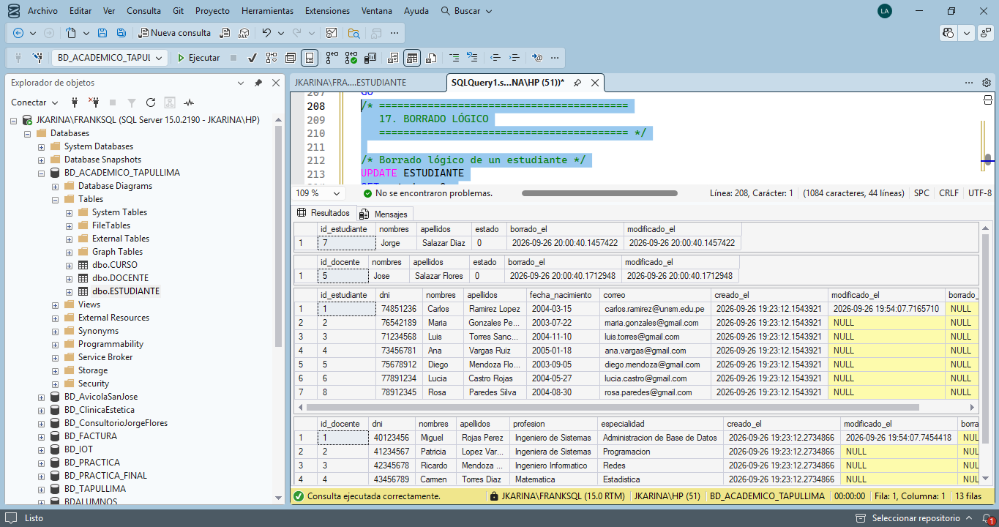 Archivo Editar Ver Consulta Git Proyecto Herramientas Extensiones Ventana Ayuda Buscar LA
Nueva consulta DAX
BD_ACADEMICO_TAPUL Ejecutar
Explorador de objetos
Conectar
JKARINA\FRANKSQL (SQL Server 15.0.2190 - JKARINA\HP)
Databases
System Databases
Database Snapshots
BD_ACADEMICO_TAPULLIMA
Database Diagrams
Tables
System Tables
FileTables
External Tables
Graph Tables
dbo.CURSO
dbo.DOCENTE
dbo.ESTUDIANTE
Views
External Resources
Synonyms
Programmability
Service Broker
Storage
Security
BD_AvicolaSanJose
BD_ClinicaEstetica
BD_ConsultorioJorgeFlores
BD_FACTURA
BD_IOT
BD_PRACTICA
BD_PRACTICA_FINAL
BD_TAPULLIMA
BDALUMNOS
JKARINA\FRA....ESTUDIANTE SQLQuery1.s...NA\HP (51))*
207 GO
208 /* =========================================
209 17. BORRADO LÓGICO
210 ========================================= */
211
212 /* Borrado lógico de un estudiante */
213 UPDATE ESTUDIANTE
109 % No se encontraron problemas. Línea: 208, Carácter: 1 (1084 caracteres, 44 líneas) SPC CRLF UTF-8
Resultados Mensajes
id_estudiante nombres apellidos estado borrado_el modificado_el
1 7 Jorge Salazar Diaz 0 2026-09-26 20:00:40.1457422 2026-09-26 20:00:40.1457422
id_docente nombres apellidos estado borrado_el modificado_el
1 5 Jose Salazar Flores 0 2026-09-26 20:00:40.1712948 2026-09-26 20:00:40.1712948
id_estudiante dni nombres apellidos fecha_nacimiento correo creado_el modificado_el borrado_
1 1 74851236 Carlos Ramirez Lopez 2004-03-15 carlos.ramirez@unsm.edu.pe 2026-09-26 19:23:12.1543921 2026-09-26 19:54:07.7165710 NULL
2 2 76542189 Maria Gonzales Pe... 2003-07-22 maria.gonzales@gmail.com 2026-09-26 19:23:12.1543921 NULL NULL
3 3 71234568 Luis Torres Sanc... 2004-11-10 luis.torres@gmail.com 2026-09-26 19:23:12.1543921 NULL NULL
4 4 73456781 Ana Vargas Ruiz 2005-01-18 ana.vargas@gmail.com 2026-09-26 19:23:12.1543921 NULL NULL
5 5 75678912 Diego Mendoza Flo... 2003-09-05 diego.mendoza@gmail.com 2026-09-26 19:23:12.1543921 NULL NULL
6 6 77891234 Lucia Castro Rojas 2004-05-27 lucia.castro@gmail.com 2026-09-26 19:23:12.1543921 NULL NULL
7 8 78912345 Rosa Paredes Silva 2004-08-30 rosa.paredes@gmail.com 2026-09-26 19:23:12.1543921 NULL NULL
id_docente dni nombres apellidos profesion especialidad creado_el modificado_el borra
1 1 40123456 Miguel Rojas Perez Ingeniero de Sistemas Administracion de Base de Datos 2026-09-26 19:23:12.2734866 2026-09-26 19:54:07.7454418 NUL
2 2 41234567 Patricia Lopez Var... Ingeniera de Sistemas Programacion 2026-09-26 19:23:12.2734866 NULL NUL
3 3 42345678 Ricardo Mendoza ... Ingeniero Informatico Redes 2026-09-26 19:23:12.2734866 NULL NUL
4 4 43456789 Carmen Torres Diaz Matematica Estadistica 2026-09-26 19:23:12.2734866 NULL NUL
Consulta ejecutada correctamente. JKARINA\FRANKSQL (15.0 RTM) JKARINA\HP (51) BD_ACADEMICO_TAPULLIMA 00:00:00 Fila: 1, Columna: 1 13 filas
Listo Seleccionar repositorio 1